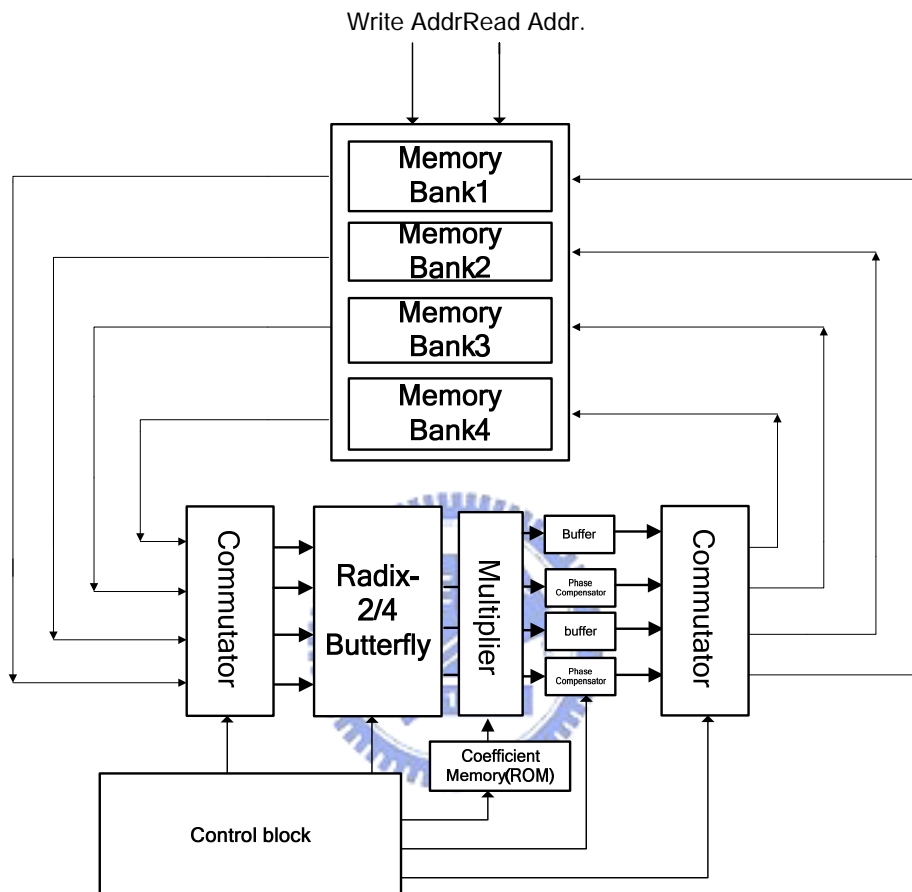 Write AddrRead Addr.
Memory
Bank1
Memory
Bank2
Memory
Bank3
Memory
Bank4
Commutator
Radix-
2/4
Butterfly
Multiplier
Buffer
Phase
Compensator
buffer
Phase
Compensator
Commutator
Coefficient
Memory(ROM)
Control block